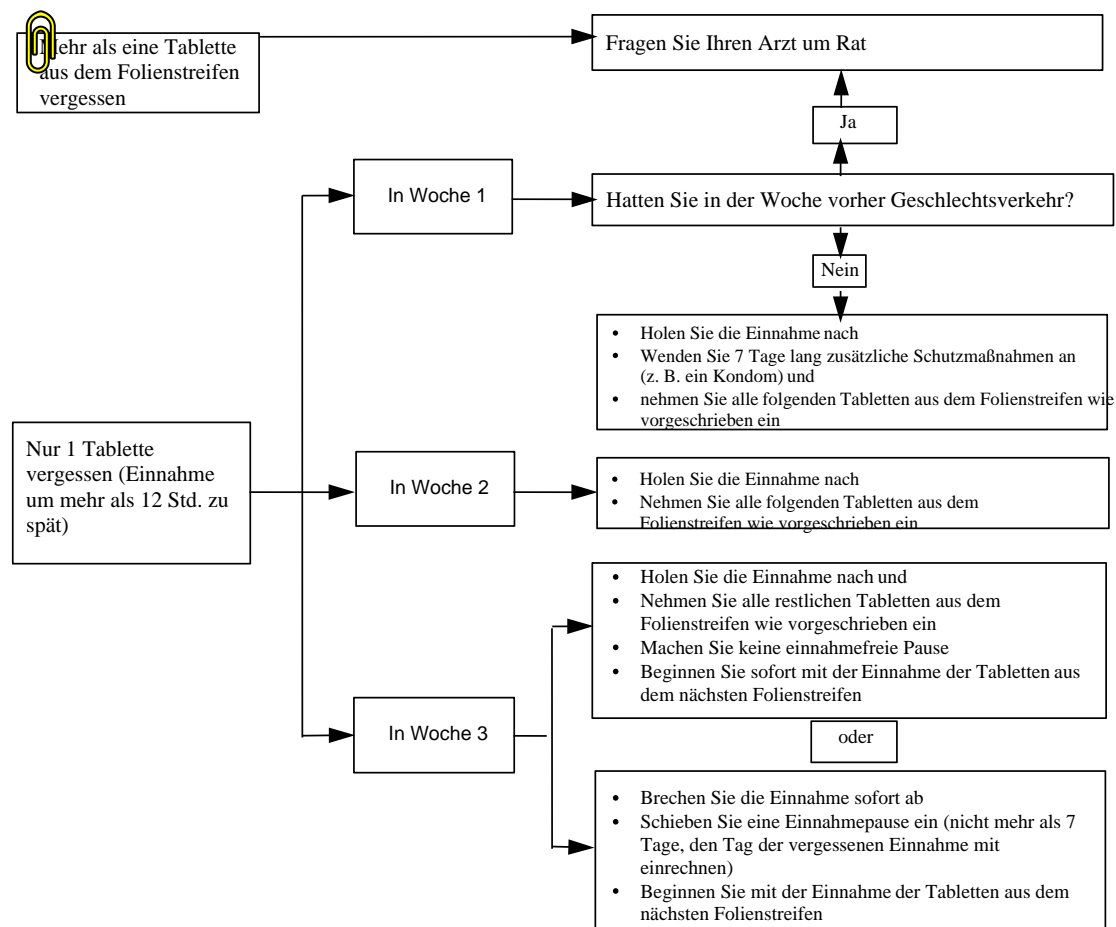 Mehr als eine Tablette
aus dem Folienstreifen
vergessen
Fragen Sie Ihren Arzt um Rat
Ja
In Woche 1
Hatten Sie in der Woche vorher Geschlechtsverkehr?
Nein
• Holen Sie die Einnahme nach
• Wenden Sie 7 Tage lang zusätzliche Schutzmaßnahmen an
(z. B. ein Kondom) und
• nehmen Sie alle folgenden Tabletten aus dem Folienstreifen wie
vorgeschrieben ein
Nur 1 Tablette
vergessen (Einnahme
um mehr als 12 Std. zu
spät)
In Woche 2
• Holen Sie die Einnahme nach
• Nehmen Sie alle folgenden Tabletten aus dem
Folienstreifen wie vorgeschrieben ein
In Woche 3
• Holen Sie die Einnahme nach und
• Nehmen Sie alle restlichen Tabletten aus dem
Folienstreifen wie vorgeschrieben ein
• Machen Sie keine einnahmefreie Pause
• Beginnen Sie sofort mit der Einnahme der Tabletten aus
dem nächsten Folienstreifen
oder
• Brechen Sie die Einnahme sofort ab
• Schieben Sie eine Einnahmepause ein (nicht mehr als 7
Tage, den Tag der vergessenen Einnahme mit
einrechnen)
• Beginnen Sie mit der Einnahme der Tabletten aus dem
nächsten Folienstreifen